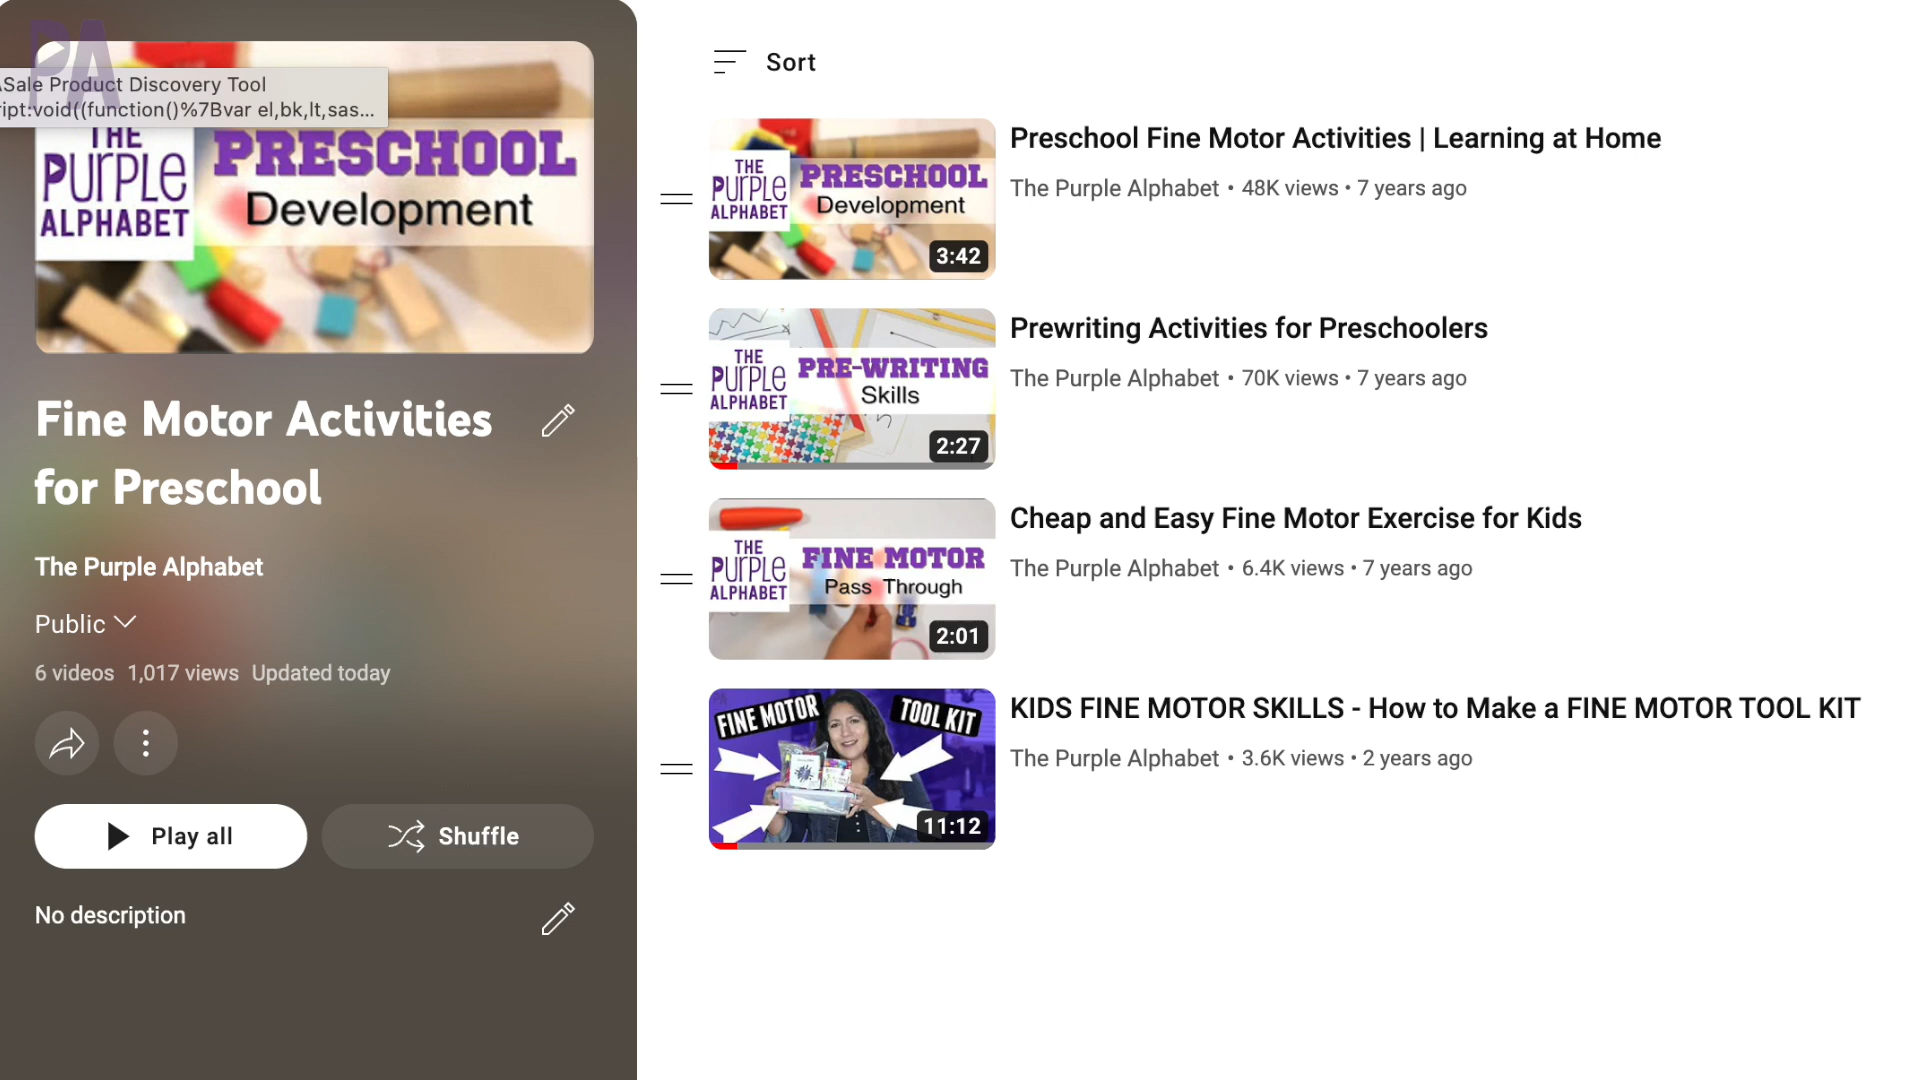 PA
ASale Product Discovery Tool
ript:void((function()%7Bvar el,bk,lt,sas...
THE
PURPLE
ALPHABET
PRESCHOOL
Development
Fine Motor Activities
for Preschool
The Purple Alphabet
Public
6 videos 1,017 views Updated today
Play all
Shuffle
No description
Sort
THE
PURPLE
ALPHABET
PRESCHOOL
Development
3:42
Preschool Fine Motor Activities | Learning at Home
The Purple Alphabet • 48K views • 7 years ago
THE
PURPLE
ALPHABET
PRE-WRITING
Skills
2:27
Prewriting Activities for Preschoolers
The Purple Alphabet • 70K views • 7 years ago
THE
PURPLE
ALPHABET
FINE MOTOR
Pass Through
2:01
Cheap and Easy Fine Motor Exercise for Kids
The Purple Alphabet • 6.4K views • 7 years ago
FINE MOTOR
TOOL KIT
11:12
KIDS FINE MOTOR SKILLS - How to Make a FINE MOTOR TOOL KIT
The Purple Alphabet • 3.6K views • 2 years ago